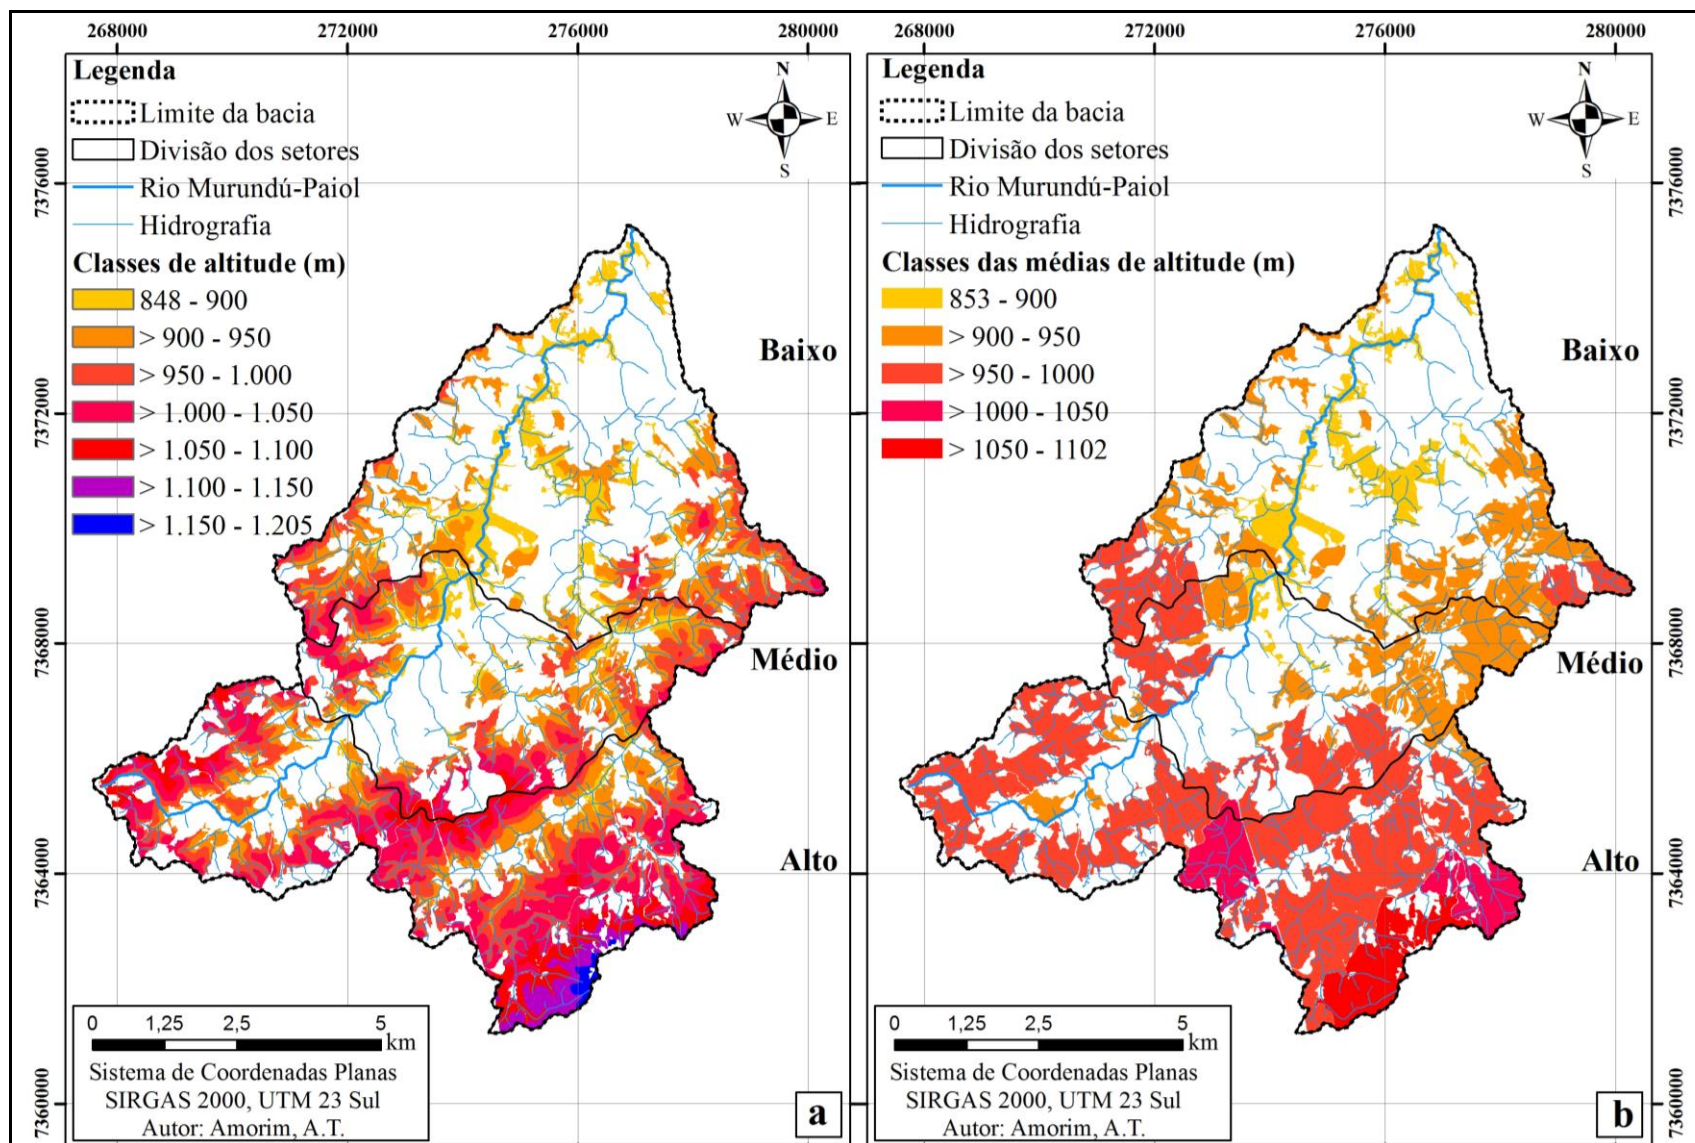 268000
272000
276000
280000
Legenda
Limite da bacia
Divisão dos setores
Rio Murundú-Paiol
Hidrografia
Classes de altitude (m)
848 - 900
> 900 - 950
> 950 - 1.000
> 1.000 - 1.050
> 1.050 - 1.100
> 1.100 - 1.150
> 1.150 - 1.205
N
W
E
S
7376000
7372000
7368000
7364000
7360000
Baixo
Médio
Alto
0
1,25
2,5
5
km
Sistema de Coordenadas Planas
SIRGAS 2000, UTM 23 Sul
Autor: Amorim, A.T.
a
268000
272000
276000
280000
Legenda
Limite da bacia
Divisão dos setores
Rio Murundú-Paiol
Hidrografia
Classes das médias de altitude (m)
853 - 900
> 900 - 950
> 950 - 1000
> 1000 - 1050
> 1050 - 1102
N
W
E
S
7376000
7372000
7368000
7364000
7360000
Baixo
Médio
Alto
0
1,25
2,5
5
km
Sistema de Coordenadas Planas
SIRGAS 2000, UTM 23 Sul
Autor: Amorim, A.T.
b